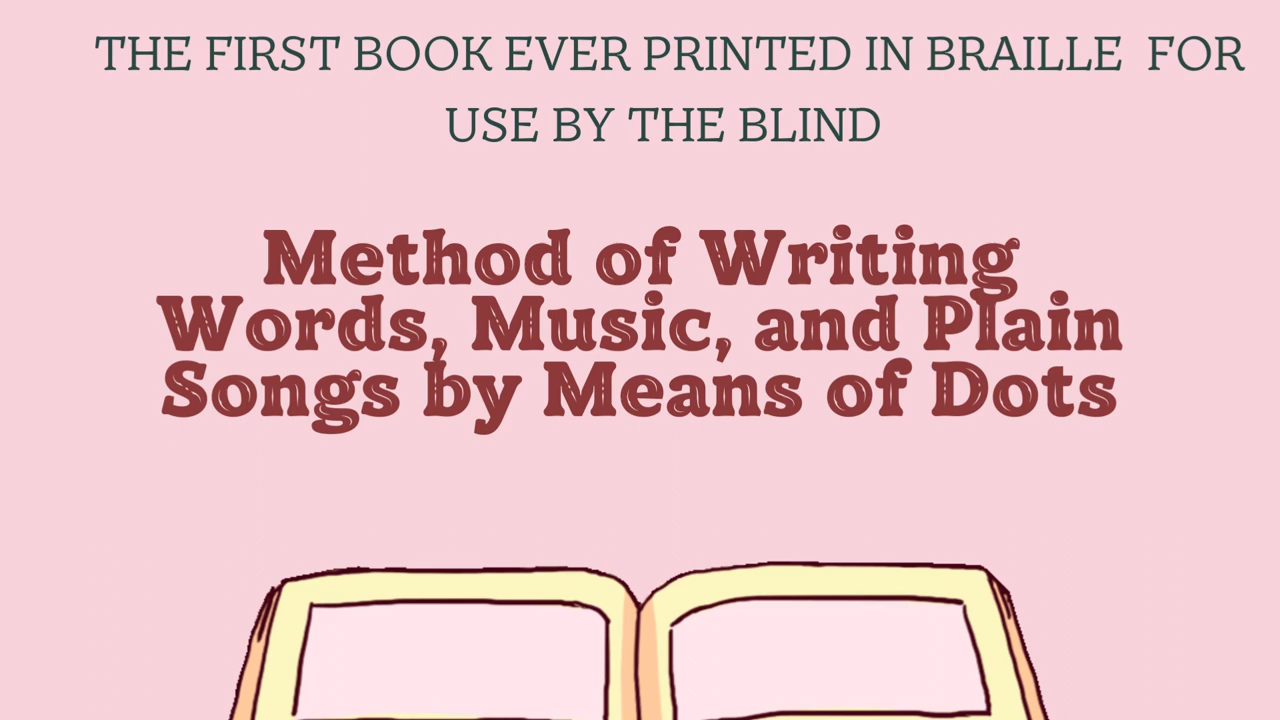 THE FIRST BOOK EVER PRINTED IN BRAILLE  FOR
USE BY THE BLIND
Method of Writing
Words, Music, and Plain
Songs by Means of Dots